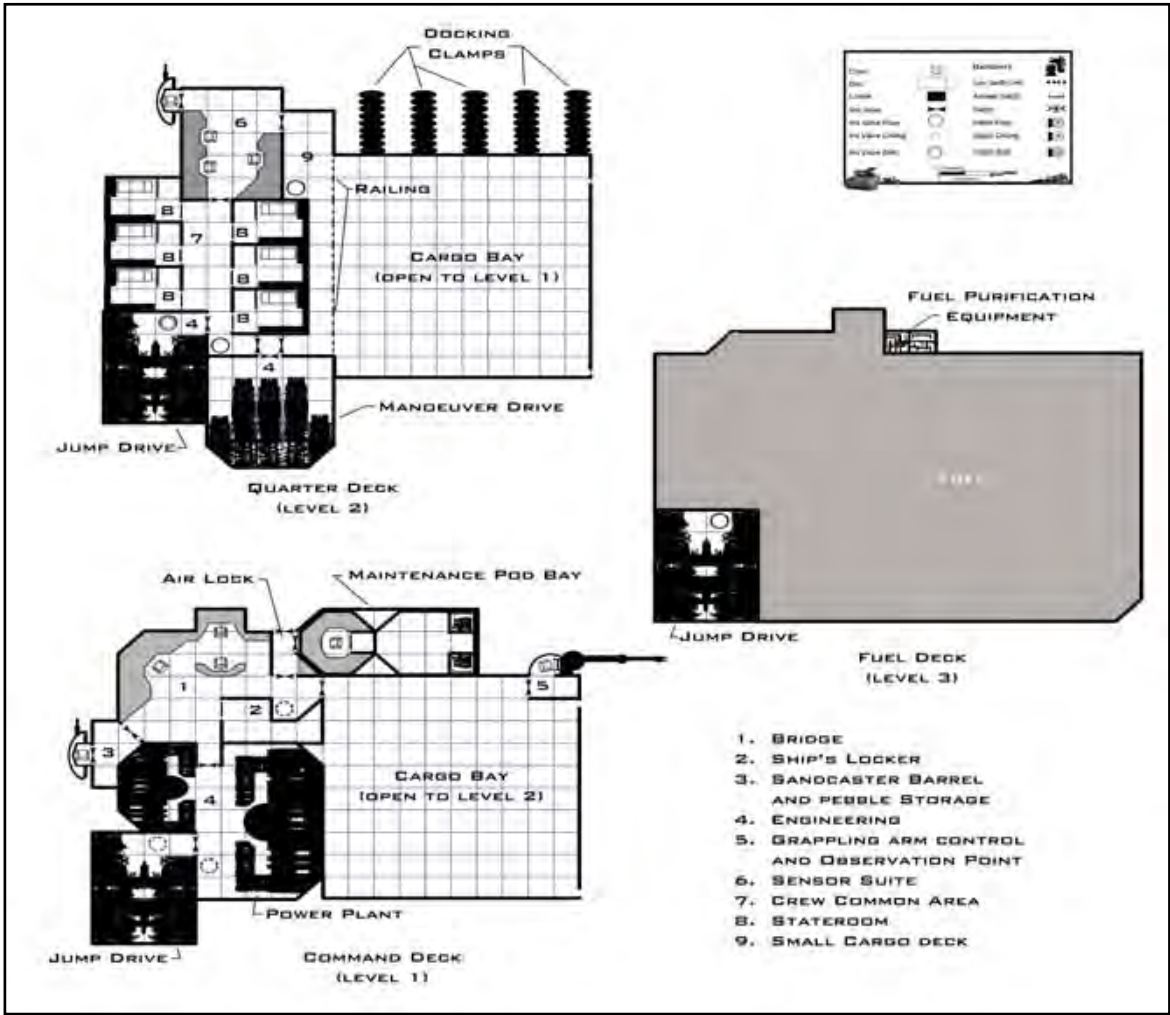 DOCKING
CLAMPS
6
9
RAILING
8
8
7
8
8
8
8
CARGO BAY
(OPEN TO LEVEL 1)
4
4
MANOEUVER DRIVE
JUMP DRIVE
QUARTER DECK
(LEVEL 2)
FUEL PURIFICATION
EQUIPMENT
FUEL
JUMP DRIVE
FUEL DECK
(LEVEL 3)
AIR LOCK
MAINTENANCE POD BAY
1
2
3
5
4
CARGO BAY
(OPEN TO LEVEL 2)
POWER PLANT
JUMP DRIVE
COMMAND DECK
(LEVEL 1)
1. BRIDGE
2. SHIP'S LOCKER
3. SANDCASTER BARREL
AND PEBBLE STORAGE
4. ENGINEERING
5. GRAPPLING ARM CONTROL
AND OBSERVATION POINT
6. SENSOR SUITE
7. CREW COMMON AREA
8. STATEROOM
9. SMALL CARGO DECK